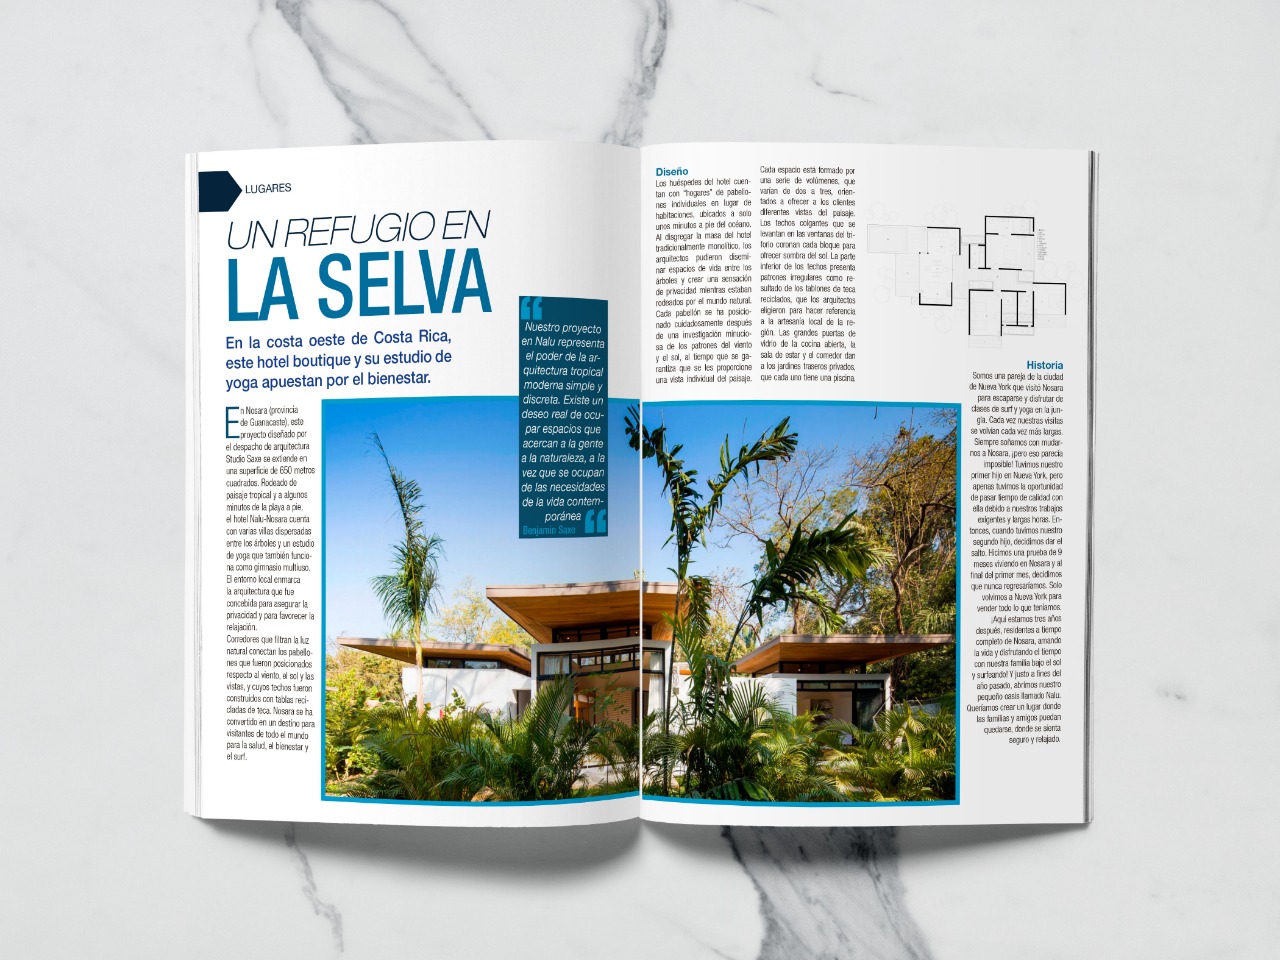 LUGARES
UN REFUGIO EN
LA SELVA
En la costa oeste de Costa Rica,
este hotel boutique y su estudio de
yoga apuestan por el bienestar.
En Nosara (provincia
de Guanacaste), este
proyecto diseñado por
el despacho de arquitectura
Studio Saxe se extiende en
una superficie de 650 metros
cuadrados. Rodeado de
paisaje tropical y a algunos
minutos de la playa a pie,
el hotel Nalu-Nosara cuenta
con varias villas dispersadas
entre los árboles y un estudio
de yoga que también funcio-
na como gimnasio multiuso.
El entorno local enmarca
la arquitectura que fue
concebida para asegurar la
privacidad y para favorecer la
relajación.
Corredores que filtran la luz
natural conectan los pabello-
nes que fueron posicionados
respecto al viento, el sol y las
vistas, y cuyos techos fueron
construidos con tablas reci-
cladas de teca. Nosara se ha
convertido en un destino para
visitantes de todo el mundo
para la salud, el bienestar y
el surf.
“
Nuestro proyecto
en Nalu representa
el poder de la ar-
quitectura tropical
moderna simple y
discreta. Existe un
deseo real de ocu-
par espacios que
acercan a la gente
a la naturaleza, a la
vez que se ocupan
de las necesidades
de la vida contem-
poránea “
Benjamin Saxe
Diseño
Los huéspedes del hotel cuen-
tan con "hogares" de pabello-
nes individuales en lugar de
habitaciones, ubicados a solo
unos minutos a pie del océano.
Al disgregar la masa del hotel
tradicionalmente monolítico, los
arquitectos pudieron disemi-
nar espacios de vida entre los
árboles y crear una sensación
de privacidad mientras estaban
rodeados por el mundo natural.
Cada pabellón se ha posicio-
nado cuidadosamente después
de una investigación minucio-
sa de los patrones del viento
y el sol, al tiempo que se ga-
rantiza que se les proporcione
una vista individual del paisaje.
Cada espacio está formado por
una serie de volúmenes, que
varían de dos a tres, orien-
tados a ofrecer a los clientes
diferentes vistas del paisaje.
Los techos colgantes que se
levantan en las ventanas del tri-
forio coronan cada bloque para
ofrecer sombra del sol. La parte
inferior de los techos presenta
patrones irregulares como re-
sultado de los tablones de teca
reciclados, que los arquitectos
eligieron para hacer referencia
a la artesanía local de la re-
gión. Las grandes puertas de
vidrio de la cocina abierta, la
sala de estar y el comedor dan
a los jardines traseros privados,
que cada uno tiene una piscina.
Historia
Somos una pareja de la ciudad
de Nueva York que visitó Nosara
para escaparse y disfrutar de
clases de surf y yoga en la jun-
gla. Cada vez nuestras visitas
se volvían cada vez más largas.
Siempre soñamos con mudar-
nos a Nosara, ¡pero eso parecía
imposible! Tuvimos nuestro
primer hijo en Nueva York, pero
apenas tuvimos la oportunidad
de pasar tiempo de calidad con
ella debido a nuestros trabajos
exigentes y largas horas. En-
tonces, cuando tuvimos nuestro
segundo hijo, decidimos dar el
salto. Hicimos una prueba de 9
meses viviendo en Nosara y al
final del primer mes, decidimos
que nunca regresaríamos. Solo
volvimos a Nueva York para
vender todo lo que teníamos.
¡Aquí estamos tres años
después, residentes a tiempo
completo de Nosara, amando
la vida y disfrutando el tiempo
con nuestra familia bajo el sol
y surfeando! Y justo a fines del
año pasado, abrimos nuestro
pequeño oasis llamado Nalu.
Queríamos crear un lugar donde
las familias y amigos puedan
quedarse, donde se sienta
seguro y relajado.